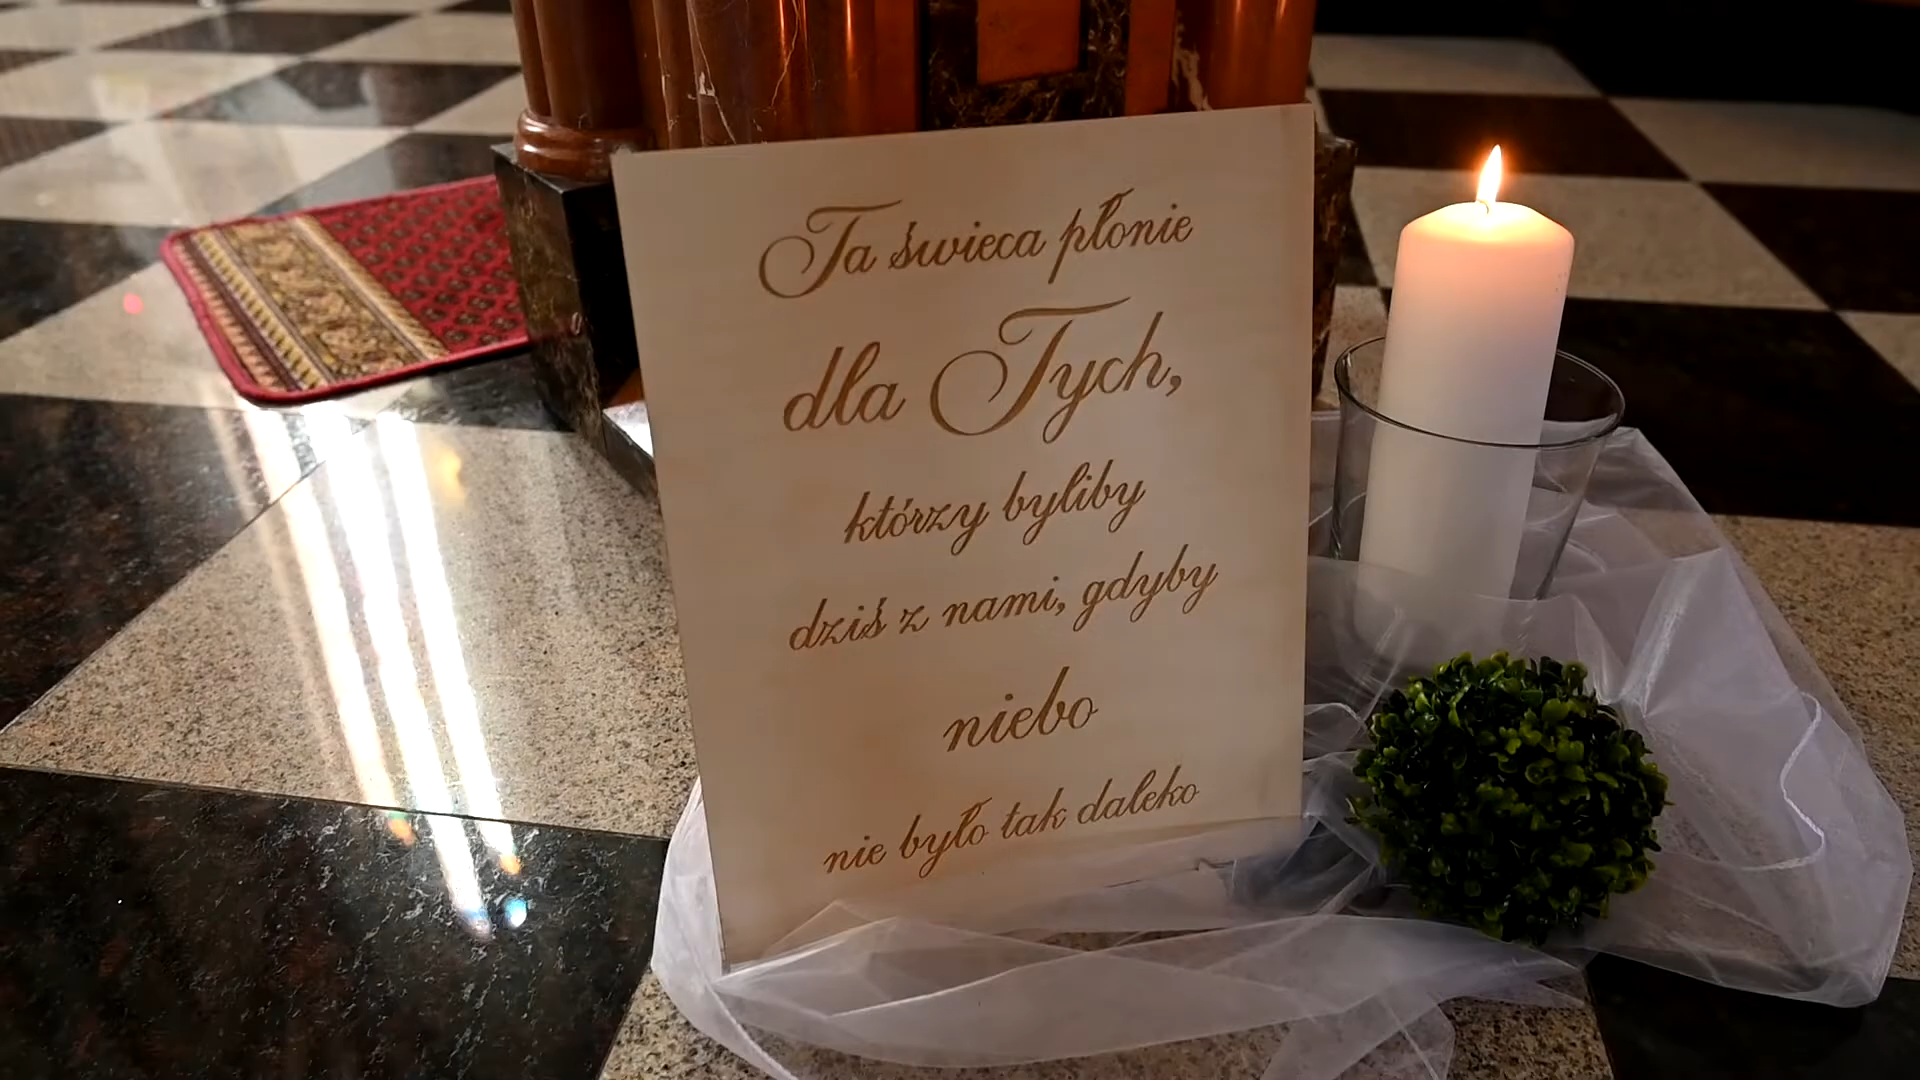 Ta świeca płonie
dla Tych,
którzy byliby
dziś z nami, gdyby
niebo
nie było tak daleko